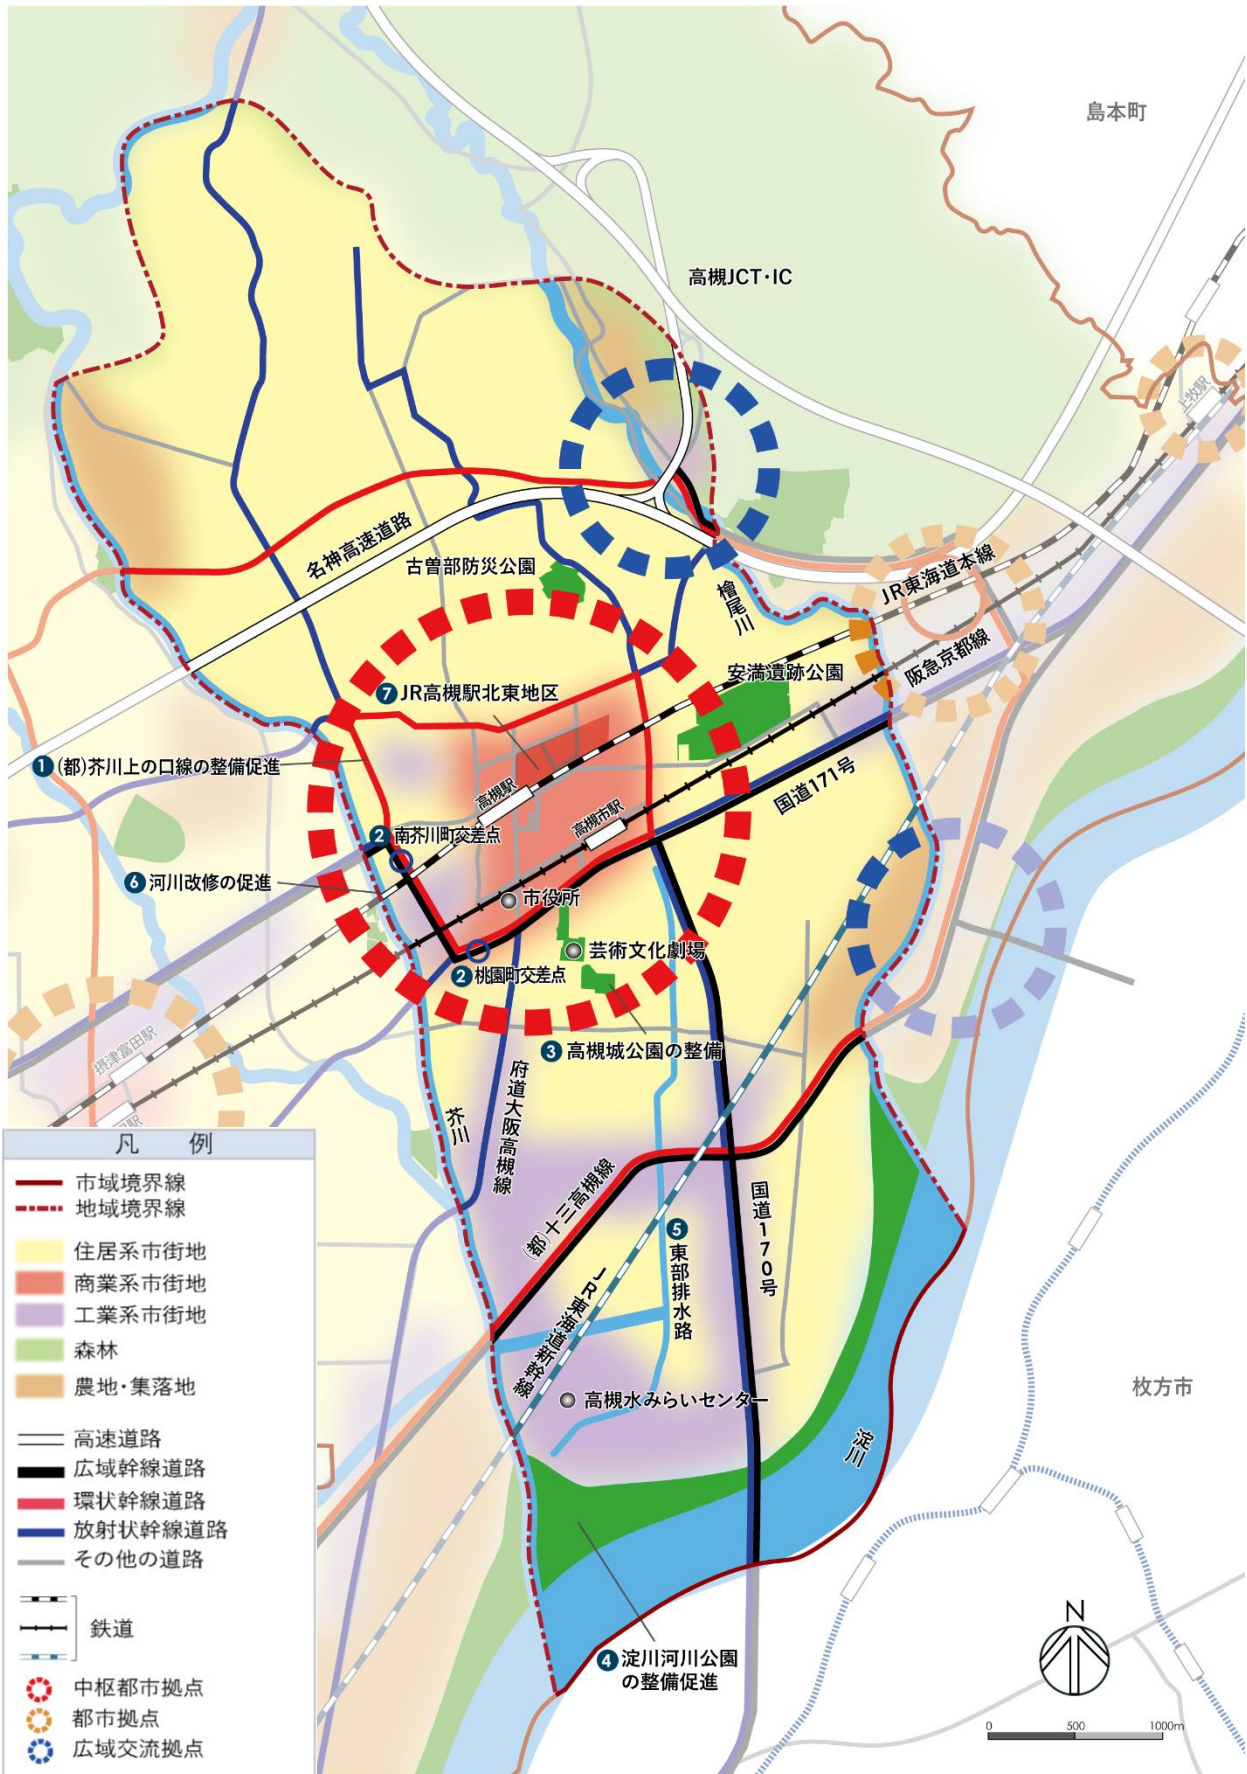 島本町
高槻JCT・IC
上牧駅
名神高速道路
古曽部防災公園
檜尾川
JR東海道本線
阪急京都線
安満遺跡公園
7 JR高槻駅北東地区
1 (都)芥川上の口線の整備促進
国道171号
高槻駅
高槻市駅
2 南芥川町交差点
6 河川改修の促進
市役所
芸術文化劇場
2 桃園町交差点
3 高槻城公園の整備
摂津富田駅
田駅
府道大阪高槻線
芥川
(都)十三高槻線
国道170号
5 東部排水路
JR東海道新幹線
高槻水みらいセンター
枚方市
淀川
4 淀川河川公園
の整備促進
N
0 500 1000m
凡 例
市域境界線
地域境界線
住居系市街地
商業系市街地
工業系市街地
森林
農地・集落地
高速道路
広域幹線道路
環状幹線道路
放射状幹線道路
その他の道路
鉄道
中枢都市拠点
都市拠点
広域交流拠点